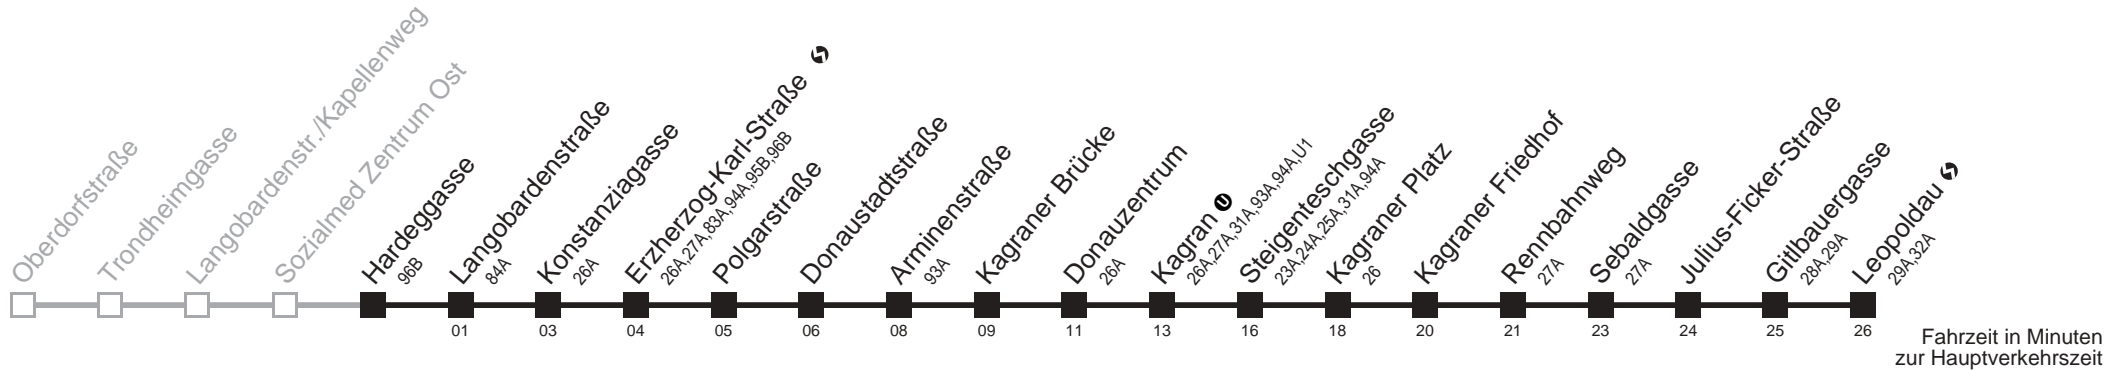 Oberdorfstraße
Trondheimgasse
Langobardenstr./Kapellenweg
Sozialmed Zentrum Ost
Hardeggasse
96B
Langobardenstraße
84A
01
Konstanziagasse
26A
03
Erzherzog-Karl-Straße
26A,27A,83A,94A,95B,96B
04
Polgarstraße
05
Donaustadtstraße
06
Arminenstraße
93A
08
Kagraner Brücke
09
Donauzentrum
26A
11
Kagran U
26A,27A,31A,93A,94A,U1
13
Steigenteschgasse
23A,24A,25A,31A,94A
16
Kagraner Platz
26
18
Kagraner Friedhof
20
Rennbahnweg
27A
21
Sebaldgasse
27A
23
Julius-Ficker-Straße
24
Gitlbauergasse
28A,29A
25
Leopoldau
29A,32A
26
Fahrzeit in Minuten
zur Hauptverkehrszeit